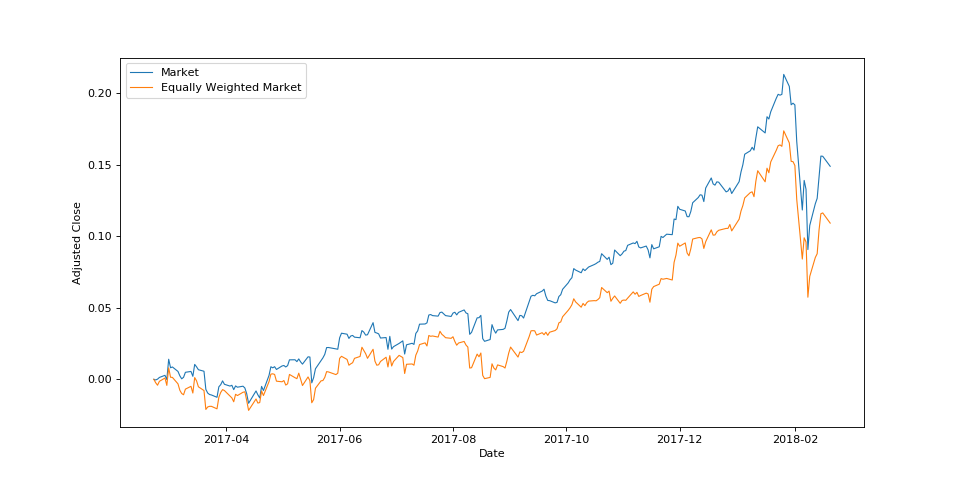 Market
Equally Weighted Market
0.20
0.15
0.10
0.05
0.00
Adjusted Close
2017-04
2017-06
2017-08
2017-10
2017-12
2018-02
Date